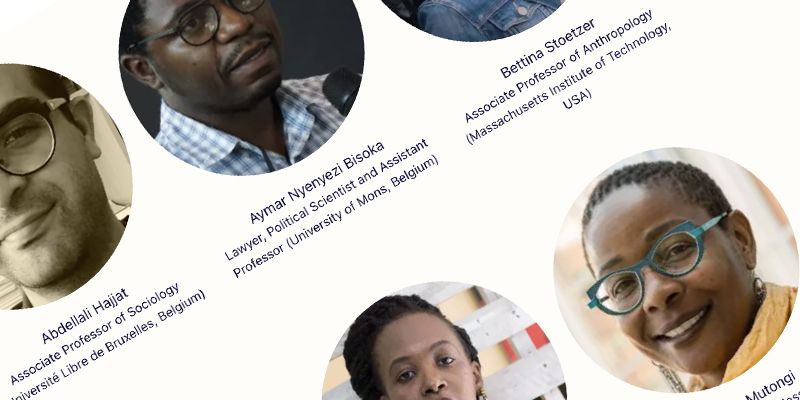 Bettina Stoetzer
Associate Professor of Anthropology
(Massachusetts Institute of Technology,
USA)
Aymar Nyenyezi Bisoka
Lawyer, Political Scientist and Assistant
Professor (University of Mons, Belgium)
Abdellali Hajjat
Associate Professor of Sociology
Libre de Bruxelles, Belgium)
Mutongi